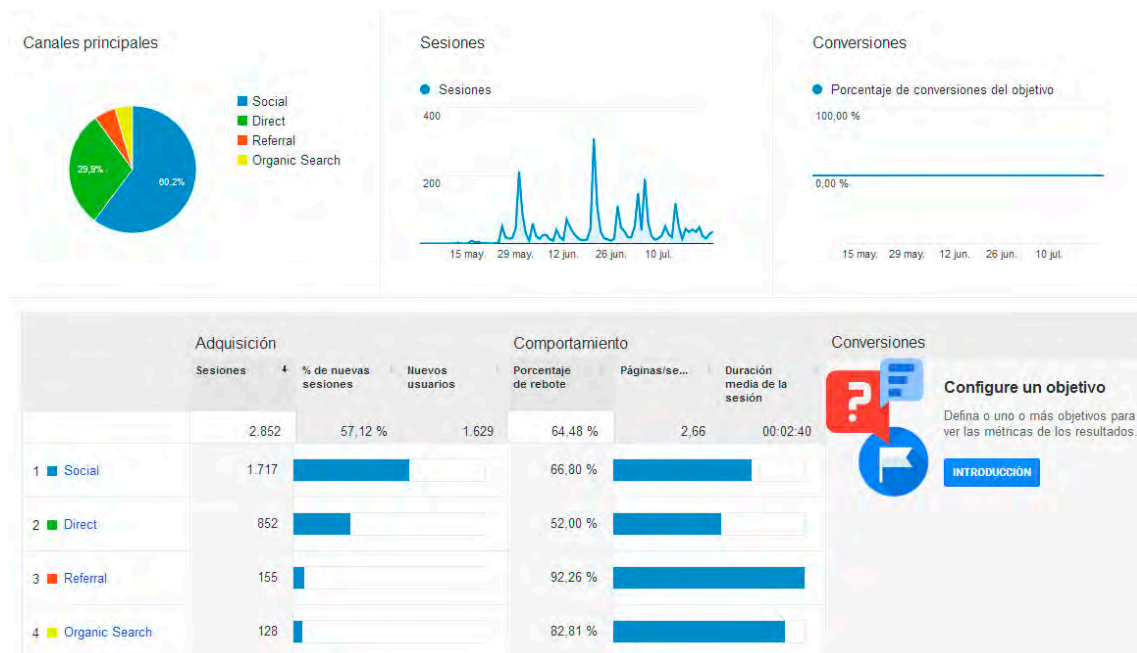 Canales principales
Social
Direct
Referral
Organic Search
29,9%
60,2%
Sesiones
Sesiones
400
200
15 may. 29 may. 12 jun. 26 jun. 10 jul.
Conversiones
Porcentaje de conversiones del objetivo
100,00 %
0,00 %
15 may. 29 may. 12 jun. 26 jun. 10 jul.
Adquisición Comportamiento Conversiones
Sesiones % de nuevas sesiones Nuevos usuarios Porcentaje de rebote Páginas/se... Duración media de la sesión
2.852 57,12 % 1.629 64,48 % 2,66 00:02:40
1 Social 1.717 66,80 %
2 Direct 852 52,00 %
3 Referral 155 92,26 %
4 Organic Search 128 82,81 %
Configure un objetivo
Defina o uno o más objetivos para
ver las métricas de los resultados.
INTRODUCCIÓN